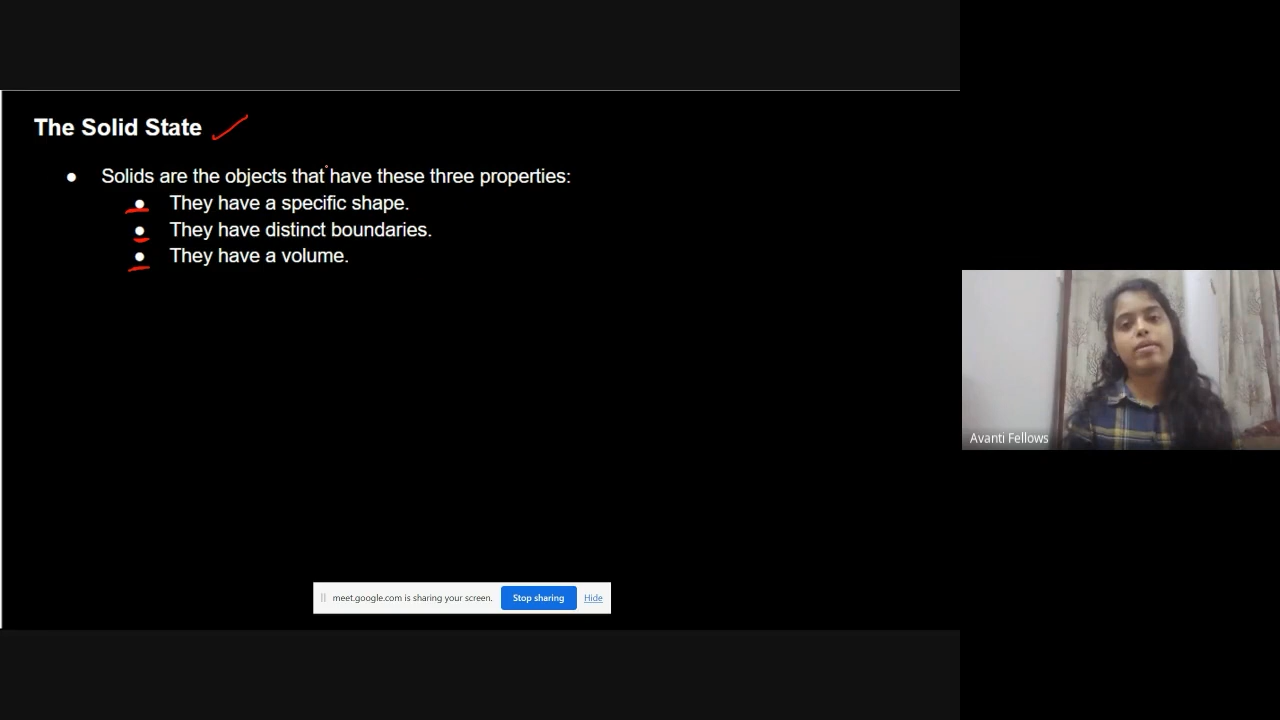 The Solid State
● Solids are the objects that have these three properties:
● They have a specific shape.
● They have distinct boundaries.
● They have a volume.
Avanti Fellows
meet.google.com is sharing your screen. Stop sharing Hide